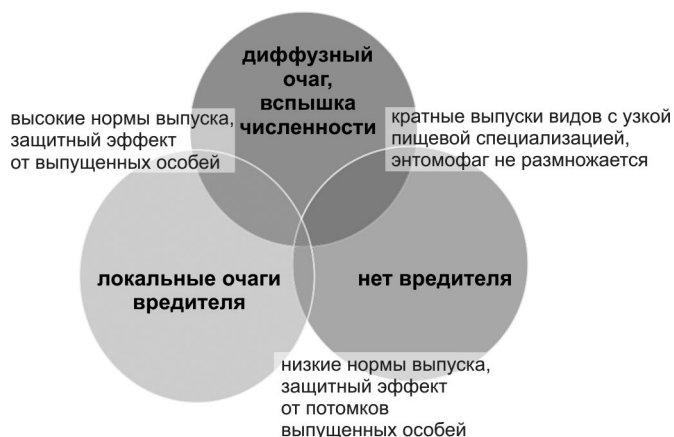 диффузный
очаг,
вспышка
численности
высокие нормы выпуска,
защитный эффект
от выпущенных особей
кратные выпуски видов с узкой
пищевой специализацией,
энтомофаг не размножается
локальные очаги
вредителя
нет вредителя
низкие нормы выпуска,
защитный эффект
от потомков
выпущенных особей